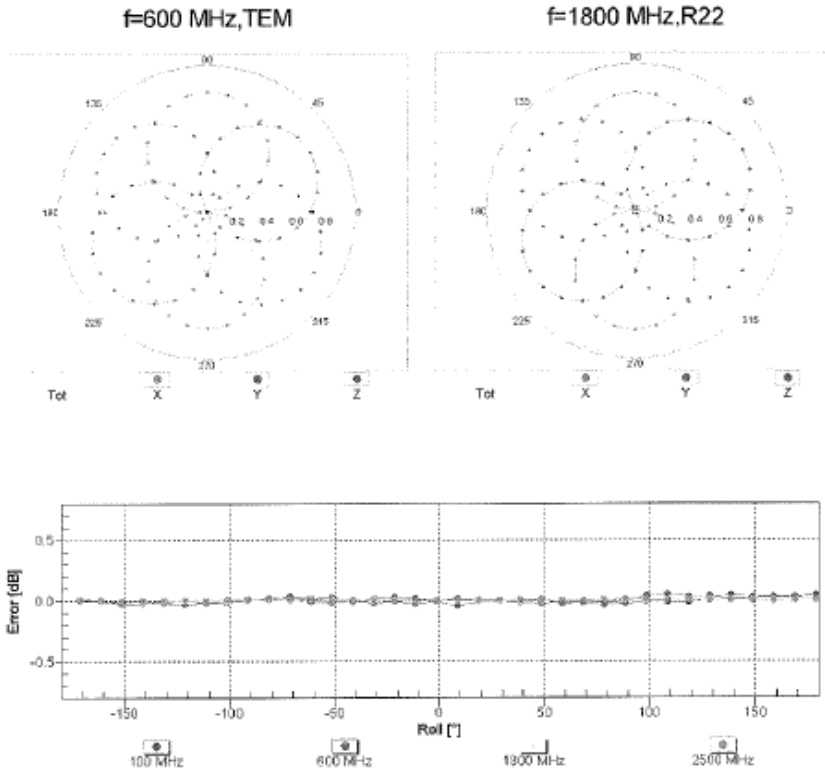 f=600 MHz,TEM
f=1800 MHz,R22
90
90
135
45
135
45
180
0.2
0.4
0.6
0.8
0
180
0.2
0.4
0.6
0.8
0
225
315
225
315
270
270
Tot
X
Y
Z
Tot
X
Y
Z
Error [dB]
0.5
0.0
-0.5
-150
-100
-50
0
50
100
150
Roll [°]
100 MHz
600 MHz
1800 MHz
2500 MHz